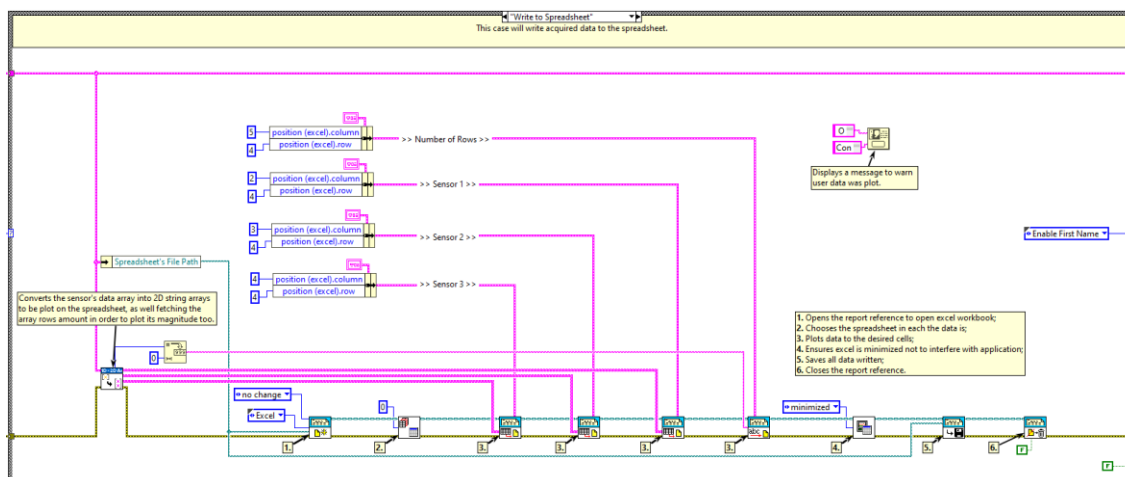 "Write to Spreadsheet"
This case will write acquired data to the spreadsheet.
5
position (excel).column
4
position (excel).row
>> Number of Rows >>
O
Con
Displays a message to warn
user data was plot.
2
position (excel).column
4
position (excel).row
>> Sensor 1 >>
3
position (excel).column
4
position (excel).row
>> Sensor 2 >>
Enable First Name
Spreadsheet's File Path
4
position (excel).column
4
position (excel).row
>> Sensor 3 >>
Converts the sensor's data array into 2D string arrays
to be plot on the spreadsheet, as well fetching the
array rows amount in order to plot its magnitude too.
0
1. Opens the report reference to open excel workbook;
2. Chooses the spreadsheet in each the data is;
3. Plots data to the desired cells;
4. Ensures excel is minimized not to interfere with application;
5. Saves all data written;
6. Closes the report reference.
no change
Excel
0
minimized
abc
1.
2.
3.
3.
3.
3.
4.
5.
6.
F
F